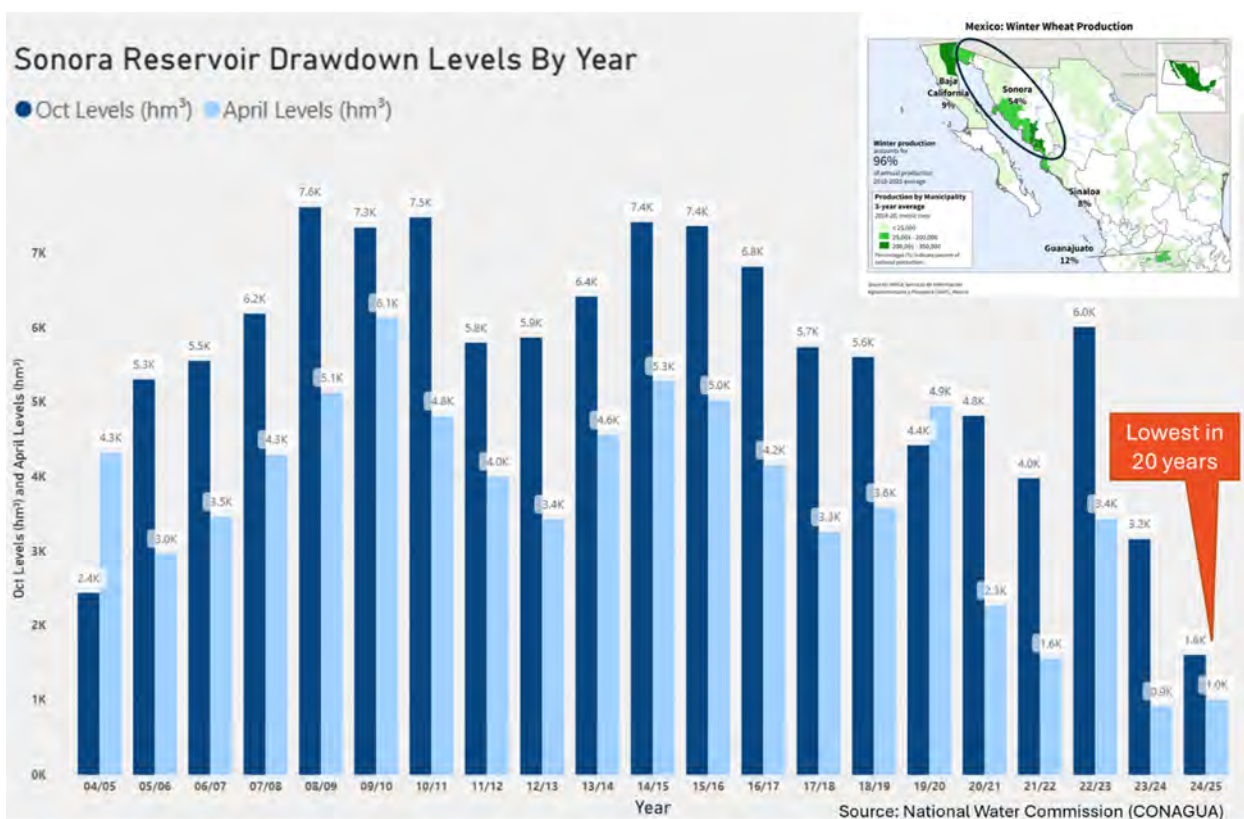 Sonora Reservoir Drawdown Levels By Year
Oct Levels (hm³) April Levels (hm³)
Mexico: Winter Wheat Production
Baja
California
9%
Sonora
54%
Winter production
accounts for
96%
of annual production
Sinaloa
8%
Production by Municipality
3-year average
<25,000
Guanajuato
12%
Oct Levels (hm³) and April Levels (hm³)
7K
6K
5K
4K
3K
2K
1K
0K
2.4K 4.3K
5.3K 3.0K
5.5K 3.5K
6.2K 4.3K
7.6K 5.1K
7.3K 6.1K
7.5K 4.8K
5.8K 4.0K
5.9K 3.4K
6.4K 4.6K
7.4K 5.3K
7.4K 5.0K
6.8K 4.2K
5.7K 3.3K
5.6K 3.6K
4.4K 4.9K
4.8K 2.3K
4.0K 1.6K
6.0K 3.4K
3.2K 0.9K
1.6K 1.0K
Lowest in
20 years
04/05 05/06 06/07 07/08 08/09 09/10 10/11 11/12 12/13 13/14 14/15 15/16 16/17 17/18 18/19 19/20 20/21 21/22 22/23 23/24 24/25
Year
Source: National Water Commission (CONAGUA)